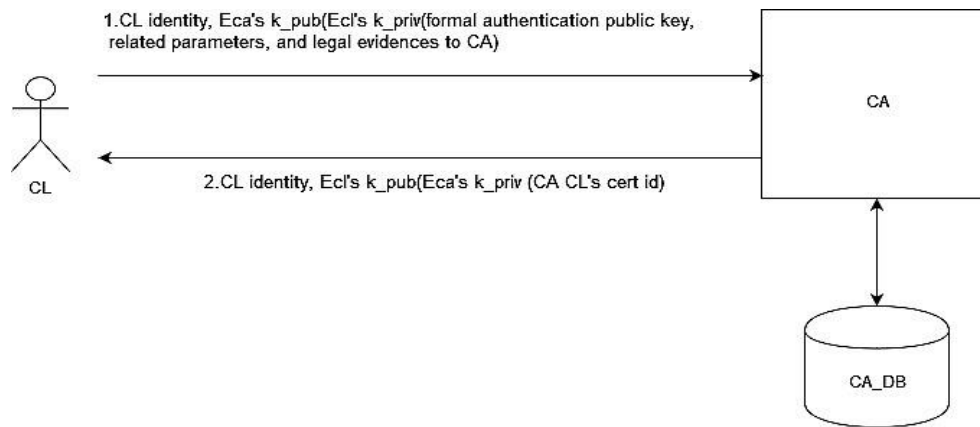 1.CL identity, Eca's k_pub(Ecl's k_priv(formal authentication public key,
related parameters, and legal evidences to CA)
CA
CL
2.CL identity, Ecl's k_pub(Eca's k_priv (CA CL's cert id)
CA_DB